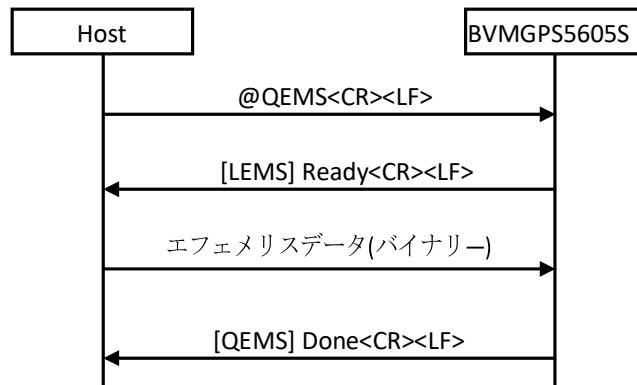 Host
BVMGPS5605S
@QEMS<CR><LF>
[LEMS] Ready<CR><LF>
エフェメリスデータ(バイナリー)
[QEMS] Done<CR><LF>